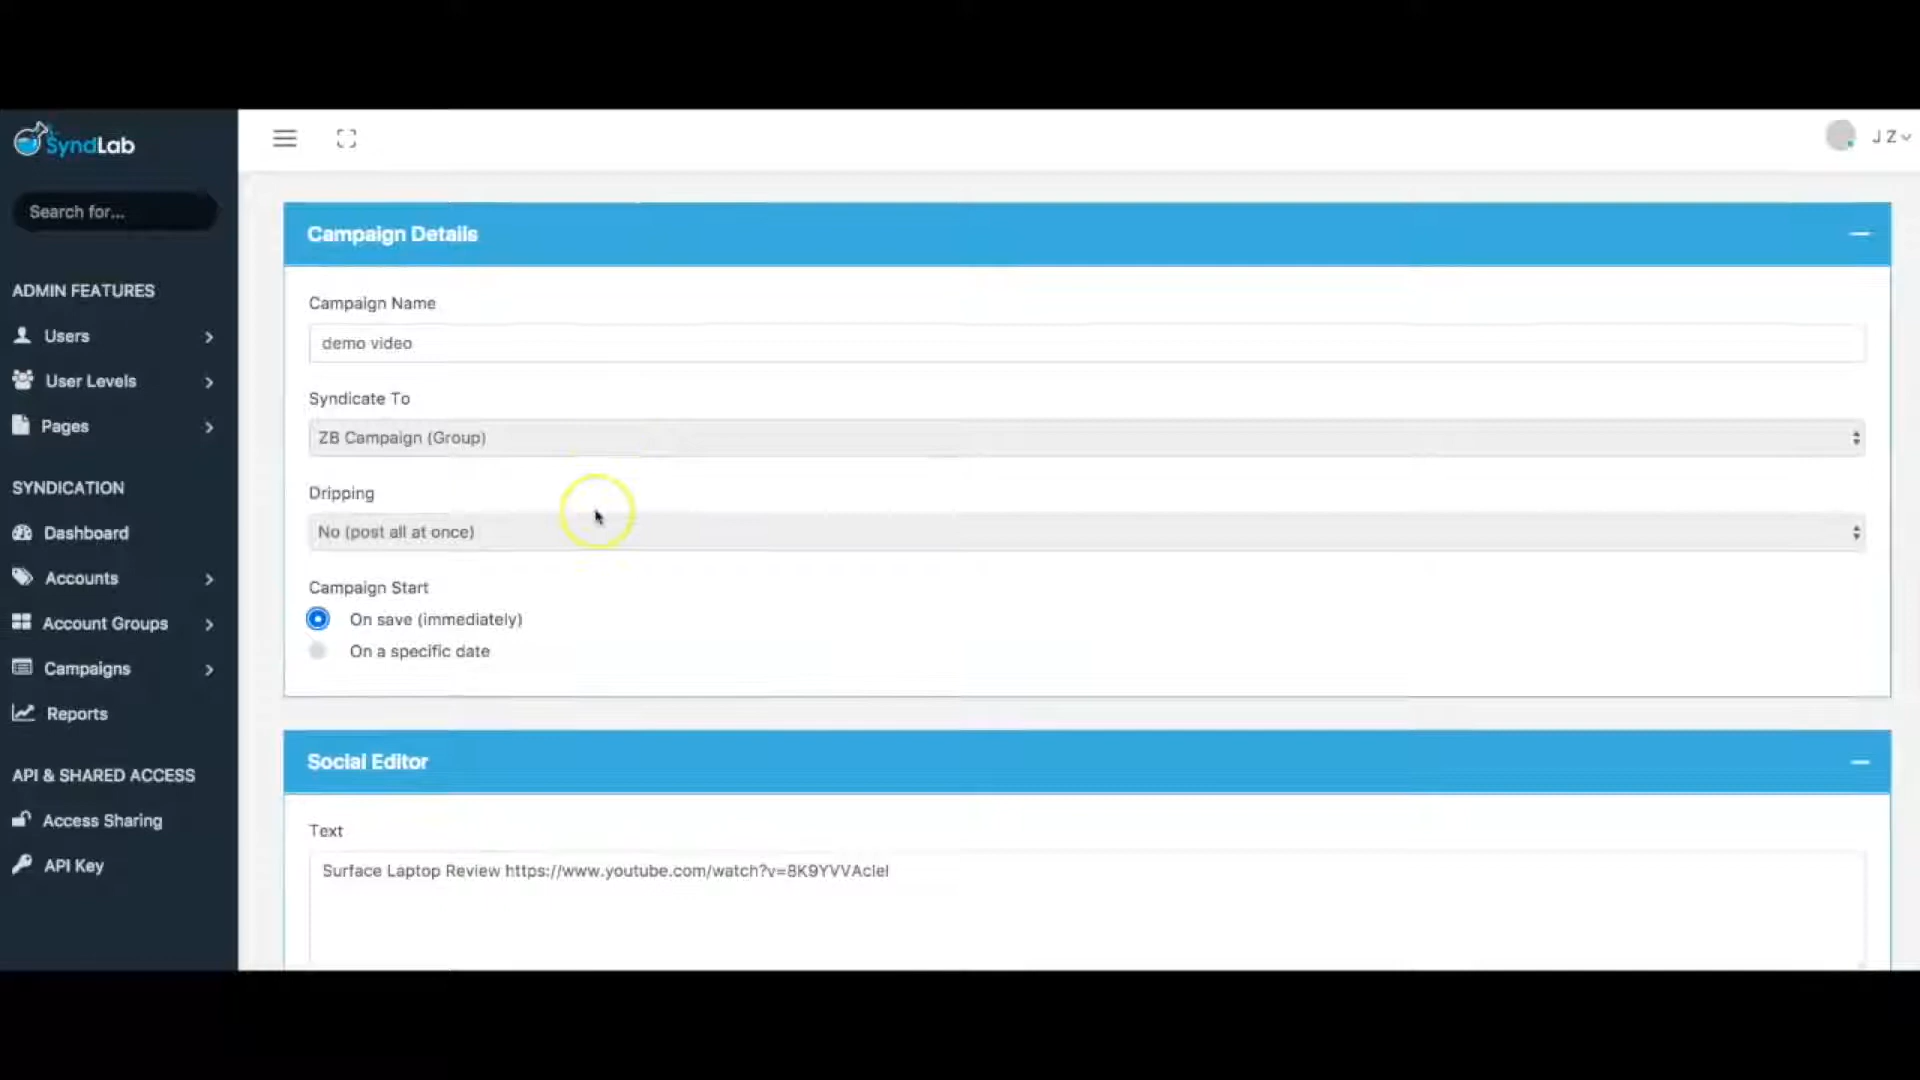 SyndLab
J Z
Search for...
ADMIN FEATURES
Users
User Levels
Pages
SYNDICATION
Dashboard
Accounts
Account Groups
Campaigns
Reports
API & SHARED ACCESS
Access Sharing
API Key
Campaign Details
Campaign Name
demo video
Syndicate To
ZB Campaign (Group)
Dripping
No (post all at once)
Campaign Start
On save (immediately)
On a specific date
Social Editor
Text
Surface Laptop Review https://www.youtube.com/watch?v=8K9YVVAcleI